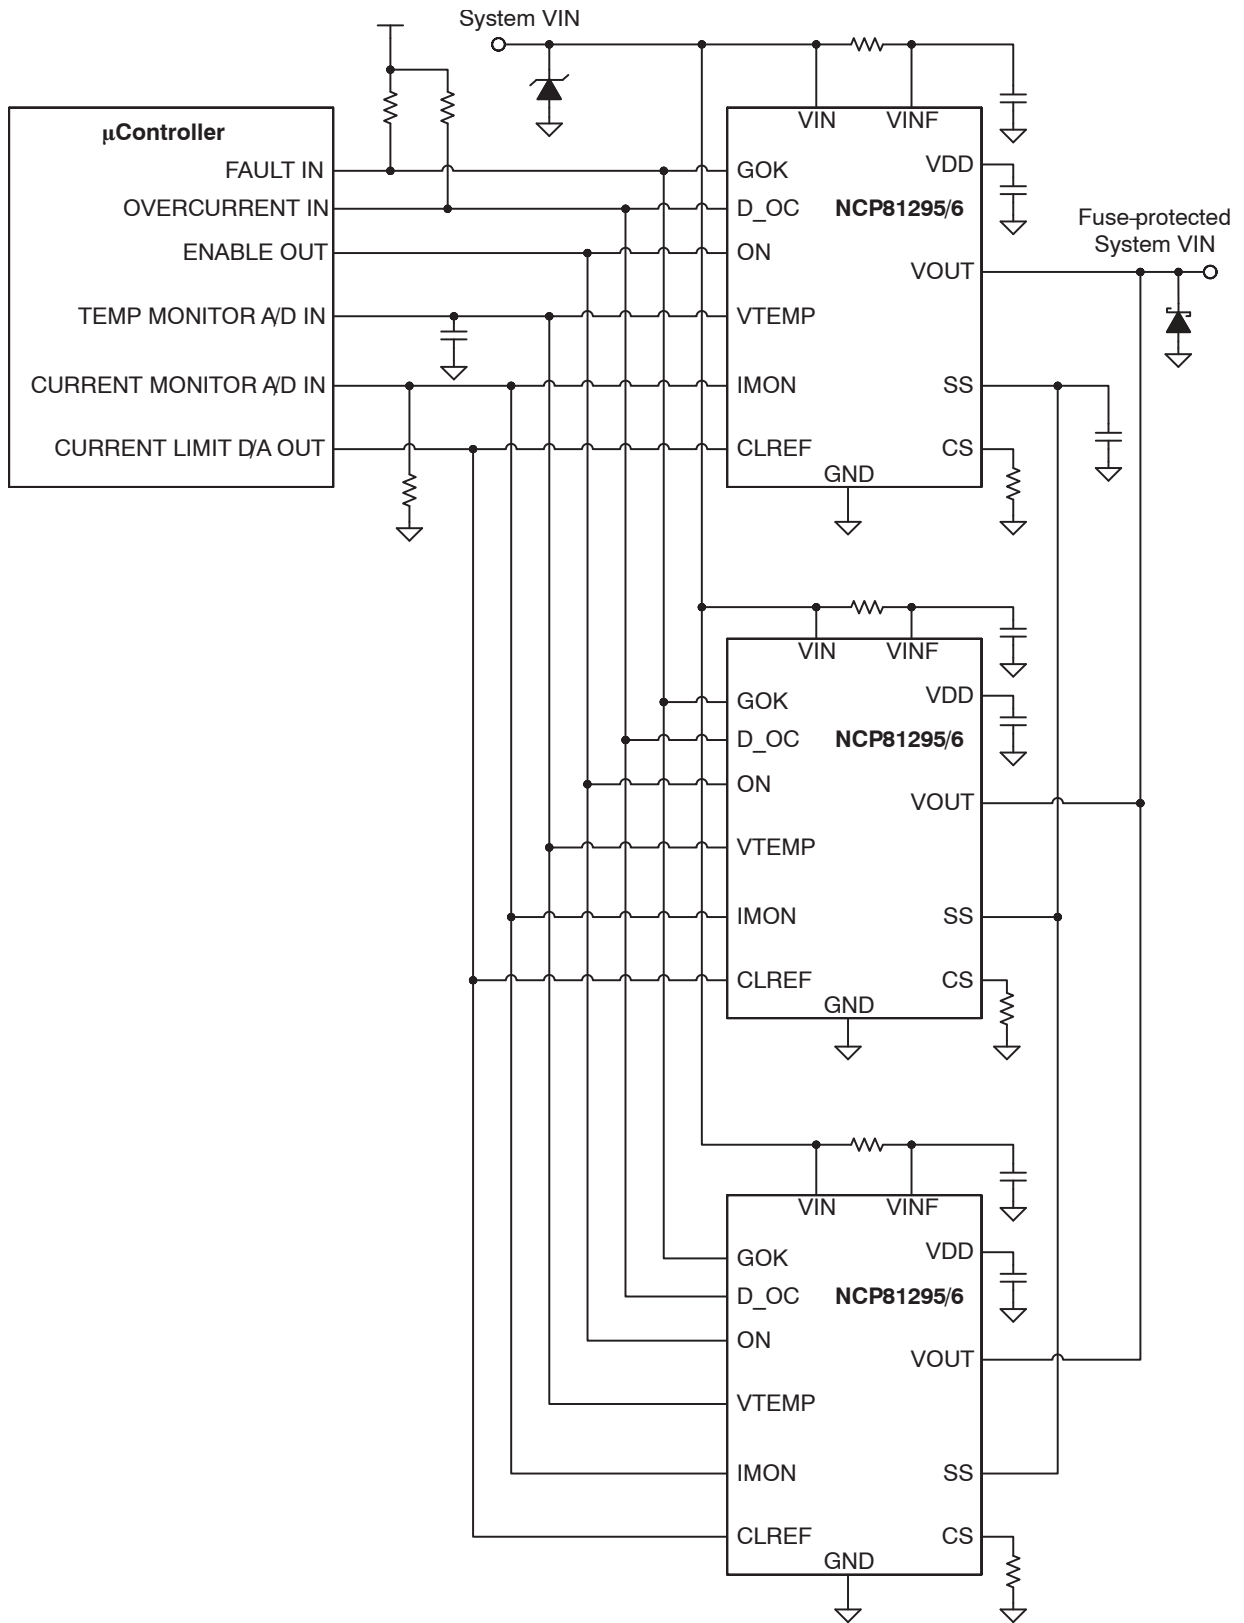 System VIN
μController
FAULT IN
OVERCURRENT IN
ENABLE OUT
TEMP MONITOR A/D IN
CURRENT MONITOR A/D IN
CURRENT LIMIT D/A OUT
VIN
VINF
GOK
VDD
D_OC
NCP81295/6
ON
VOUT
VTEMP
IMON
SS
CLREF
CS
GND
Fuse-protected
System VIN
VIN
VINF
GOK
VDD
D_OC
NCP81295/6
ON
VOUT
VTEMP
IMON
SS
CLREF
CS
GND
VIN
VINF
GOK
VDD
D_OC
NCP81295/6
ON
VOUT
VTEMP
IMON
SS
CLREF
CS
GND